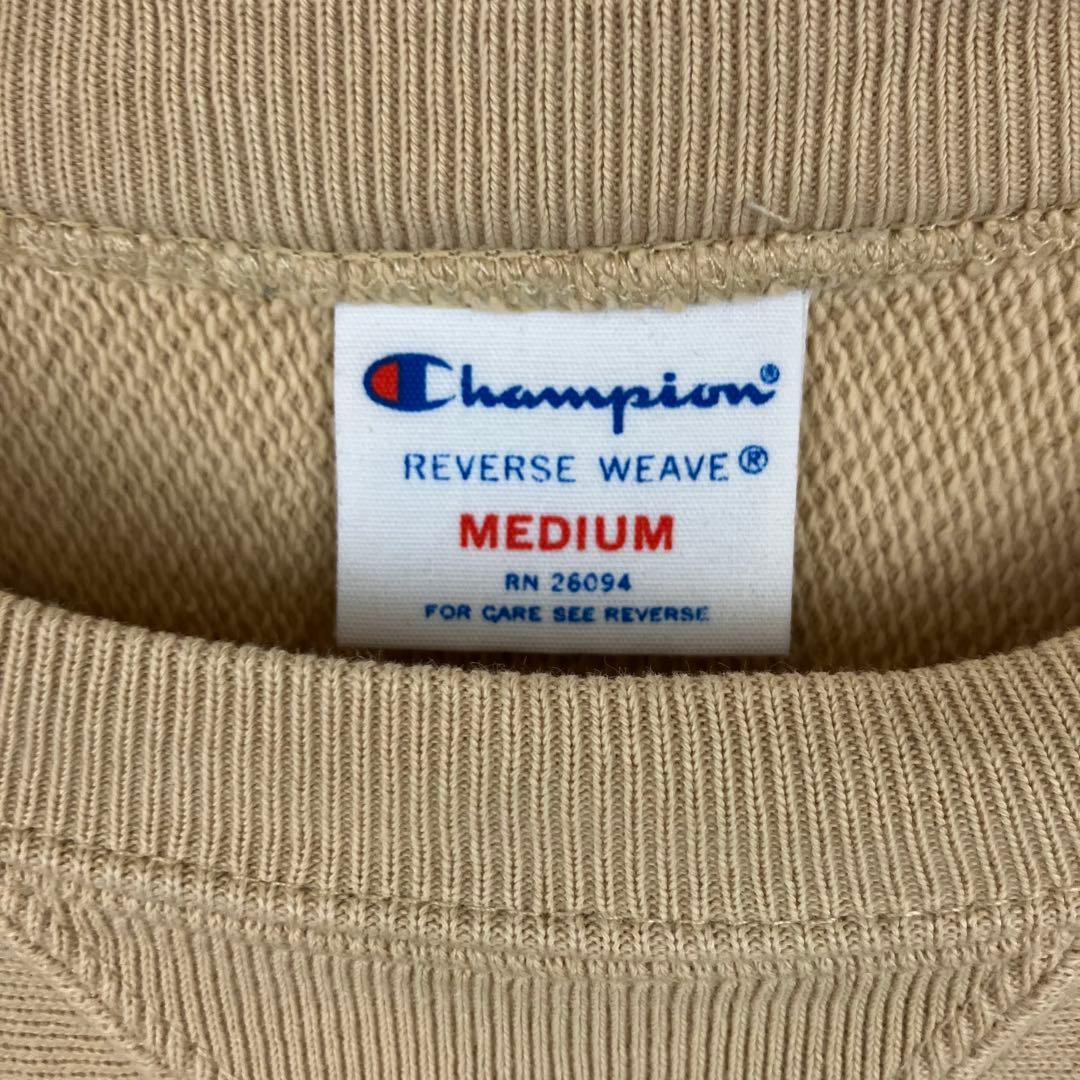 Champion®
REVERSE WEAVE®
MEDIUM
RN 26094
FOR CARE SEE REVERSE